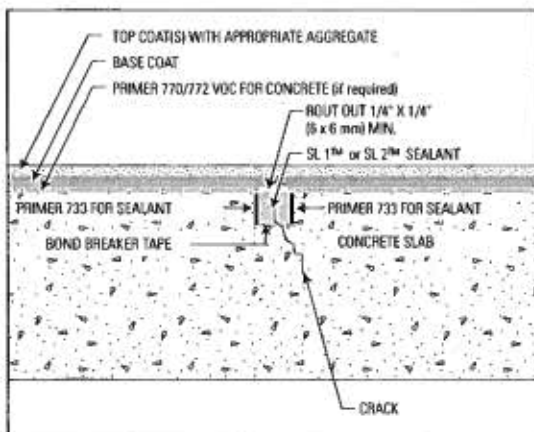 TOP COAT(S) WITH APPROPRIATE AGGREGATE
BASE COAT
PRIMER 770/772 VOC FOR CONCRETE (if required)
ROUT OUT 1/4" X 1/4"
(6 x 6 mm) MIN.
SL 1™ or SL 2™ SEALANT
PRIMER 733 FOR SEALANT
PRIMER 733 FOR SEALANT
BOND BREAKER TAPE
CONCRETE SLAB
CRACK